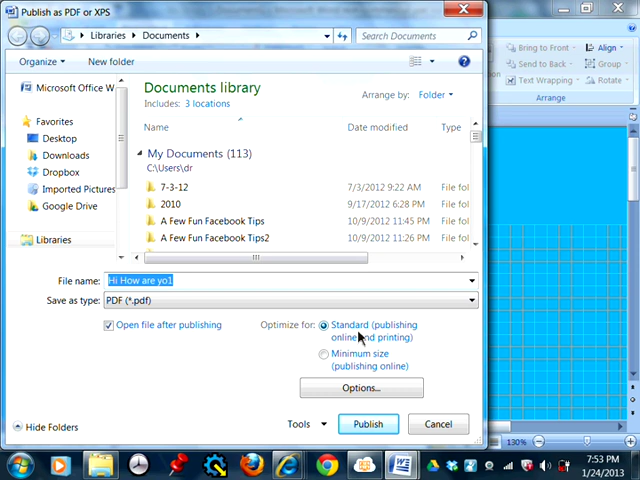 Publish as PDF or XPS
Libraries
Documents
Search Documents
Organize
New folder
Microsoft Office W
Favorites
Desktop
Downloads
Dropbox
Imported Pictures
Google Drive
Libraries
Documents library
Includes: 3 locations
Arrange by: Folder
Name Date modified Type
My Documents (113)
C:\Users\dr
7-3-12 7/3/2012 9:22 AM File fol
2010 9/17/2012 6:28 PM File fol
A Few Fun Facebook Tips 10/9/2012 11:45 PM File fol
A Few Fun Facebook Tips2 10/9/2012 11:26 PM File fol
File name: Hi How are yo1
Save as type: PDF (*.pdf)
Open file after publishing
Optimize for: Standard (publishing
online and printing)
Minimum size
(publishing online)
Options...
Hide Folders
Tools
Publish
Cancel
Bring to Front
Align
Send to Back
Group
Text Wrapping
Rotate
Arrange
130%
7:53 PM
1/24/2013